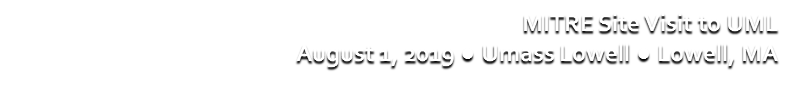 MITRE Site Visit to UML
August 1, 2019 • Umass Lowell • Lowell, MA